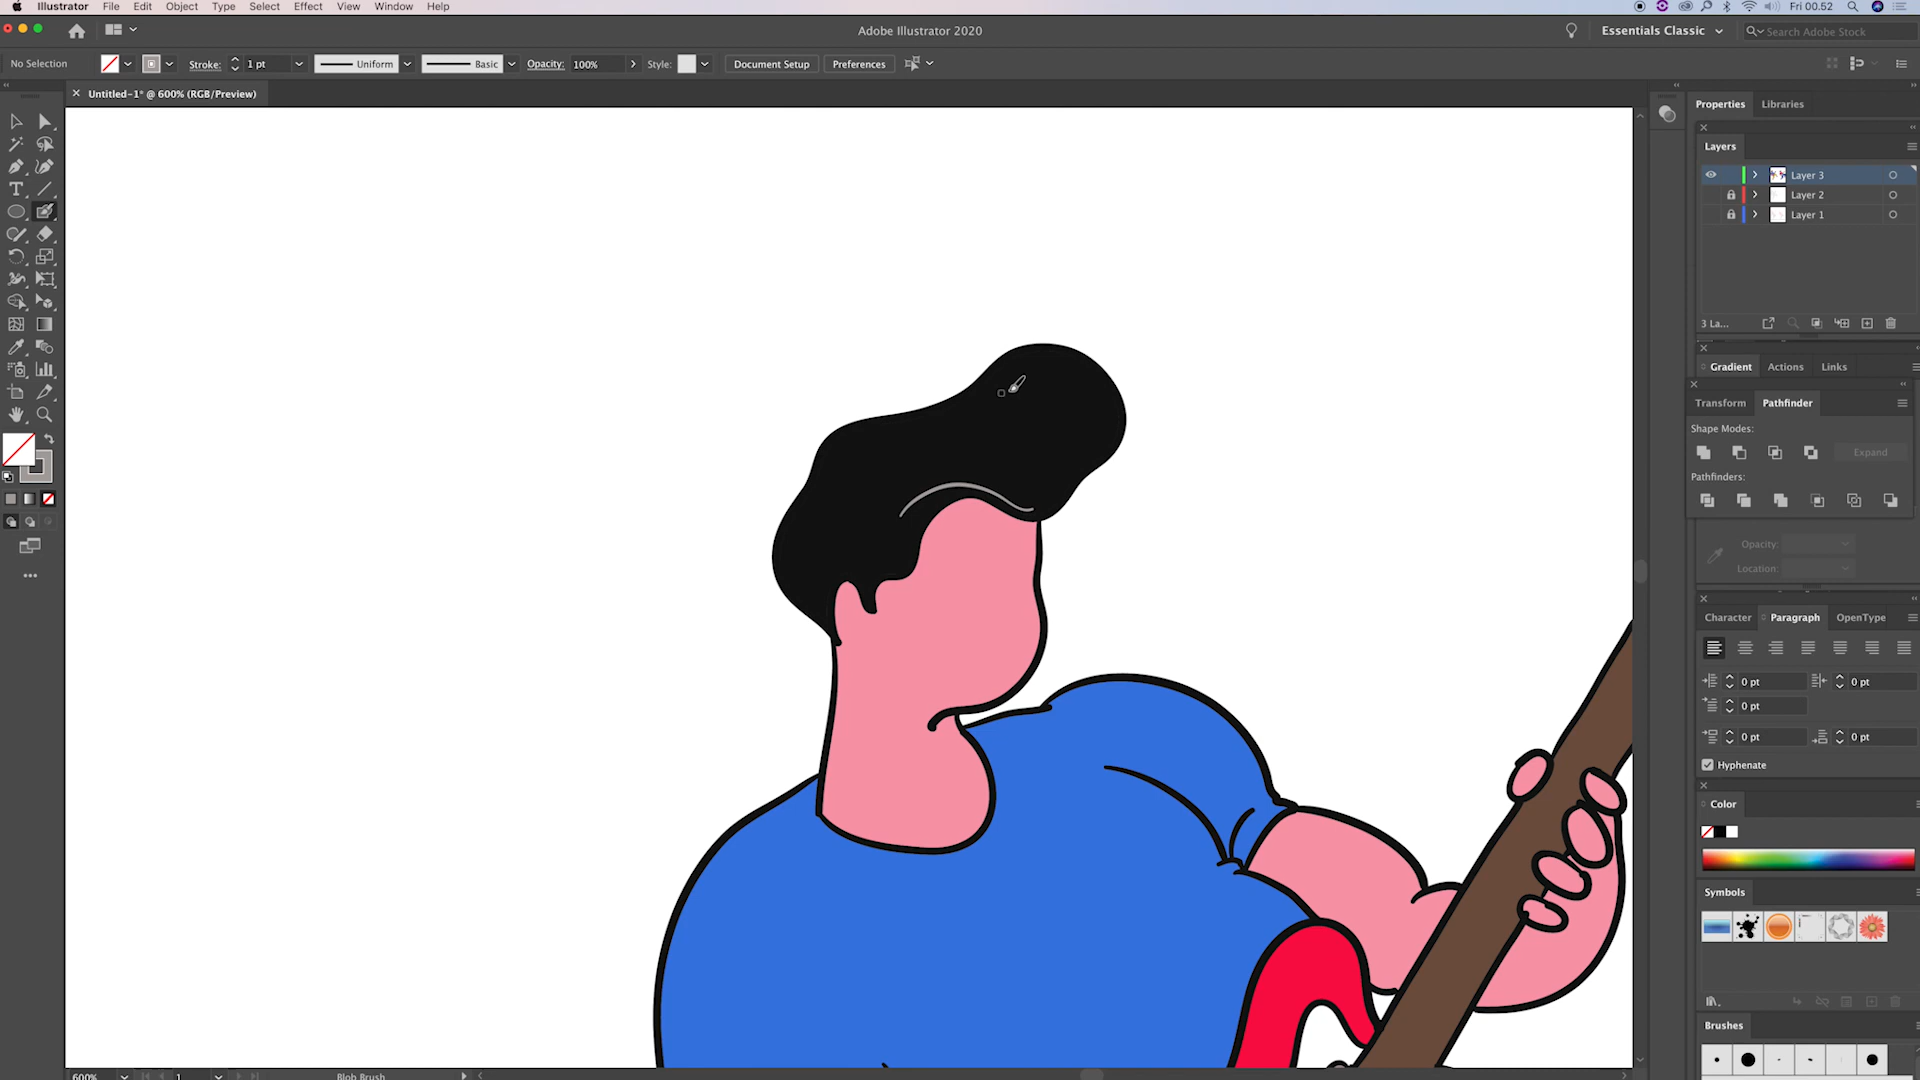 Illustrator File Edit Object Type Select Effect View Window Help Fri 00.52
Adobe Illustrator 2020 Essentials Classic Search Adobe Stock
No Selection Stroke: 1 pt Uniform Basic Opacity: 100% Style: Document Setup Preferences
Untitled-1* @ 600% (RGB/Preview)
Properties Libraries
Layers
Layer 3
Layer 2
Layer 1
3 La...
Gradient Actions Links
Transform Pathfinder
Shape Modes:
Expand
Pathfinders:
Opacity:
Location:
Character Paragraph OpenType
0 pt 0 pt
0 pt
0 pt 0 pt
Hyphenate
Color
Symbols
Brushes
600% 1 Blob Brush